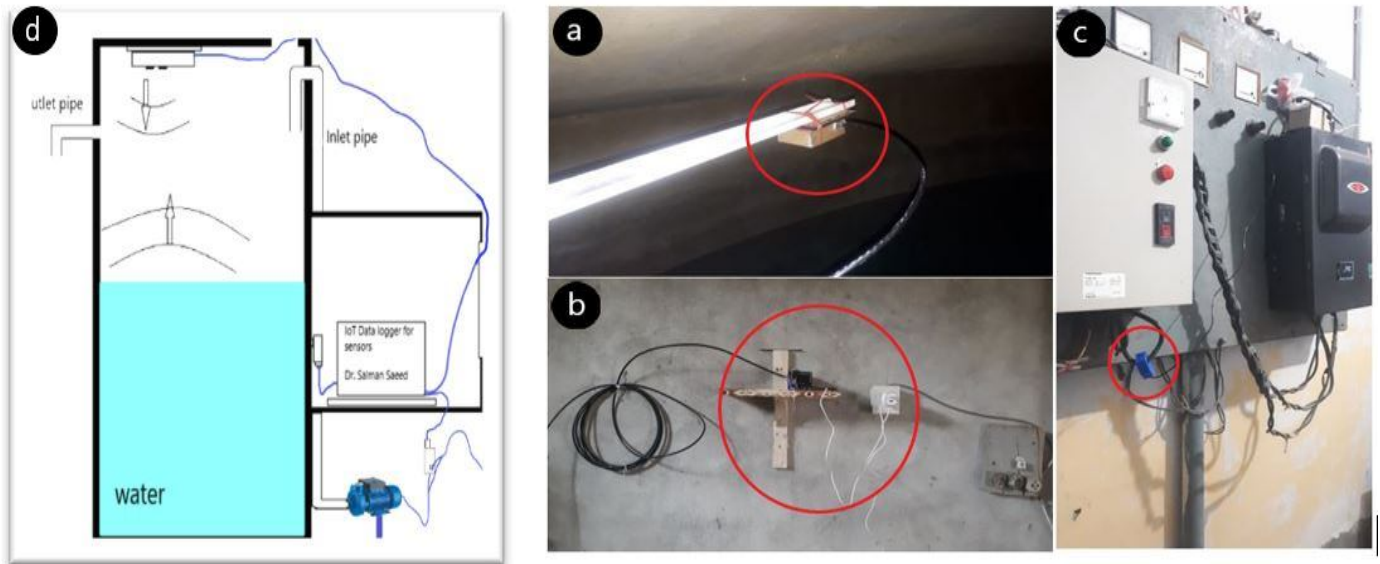 d
utlet pipe
Inlet pipe
IoT Data logger for
sensors
Dr. Salman Saeed
water
a
b
c